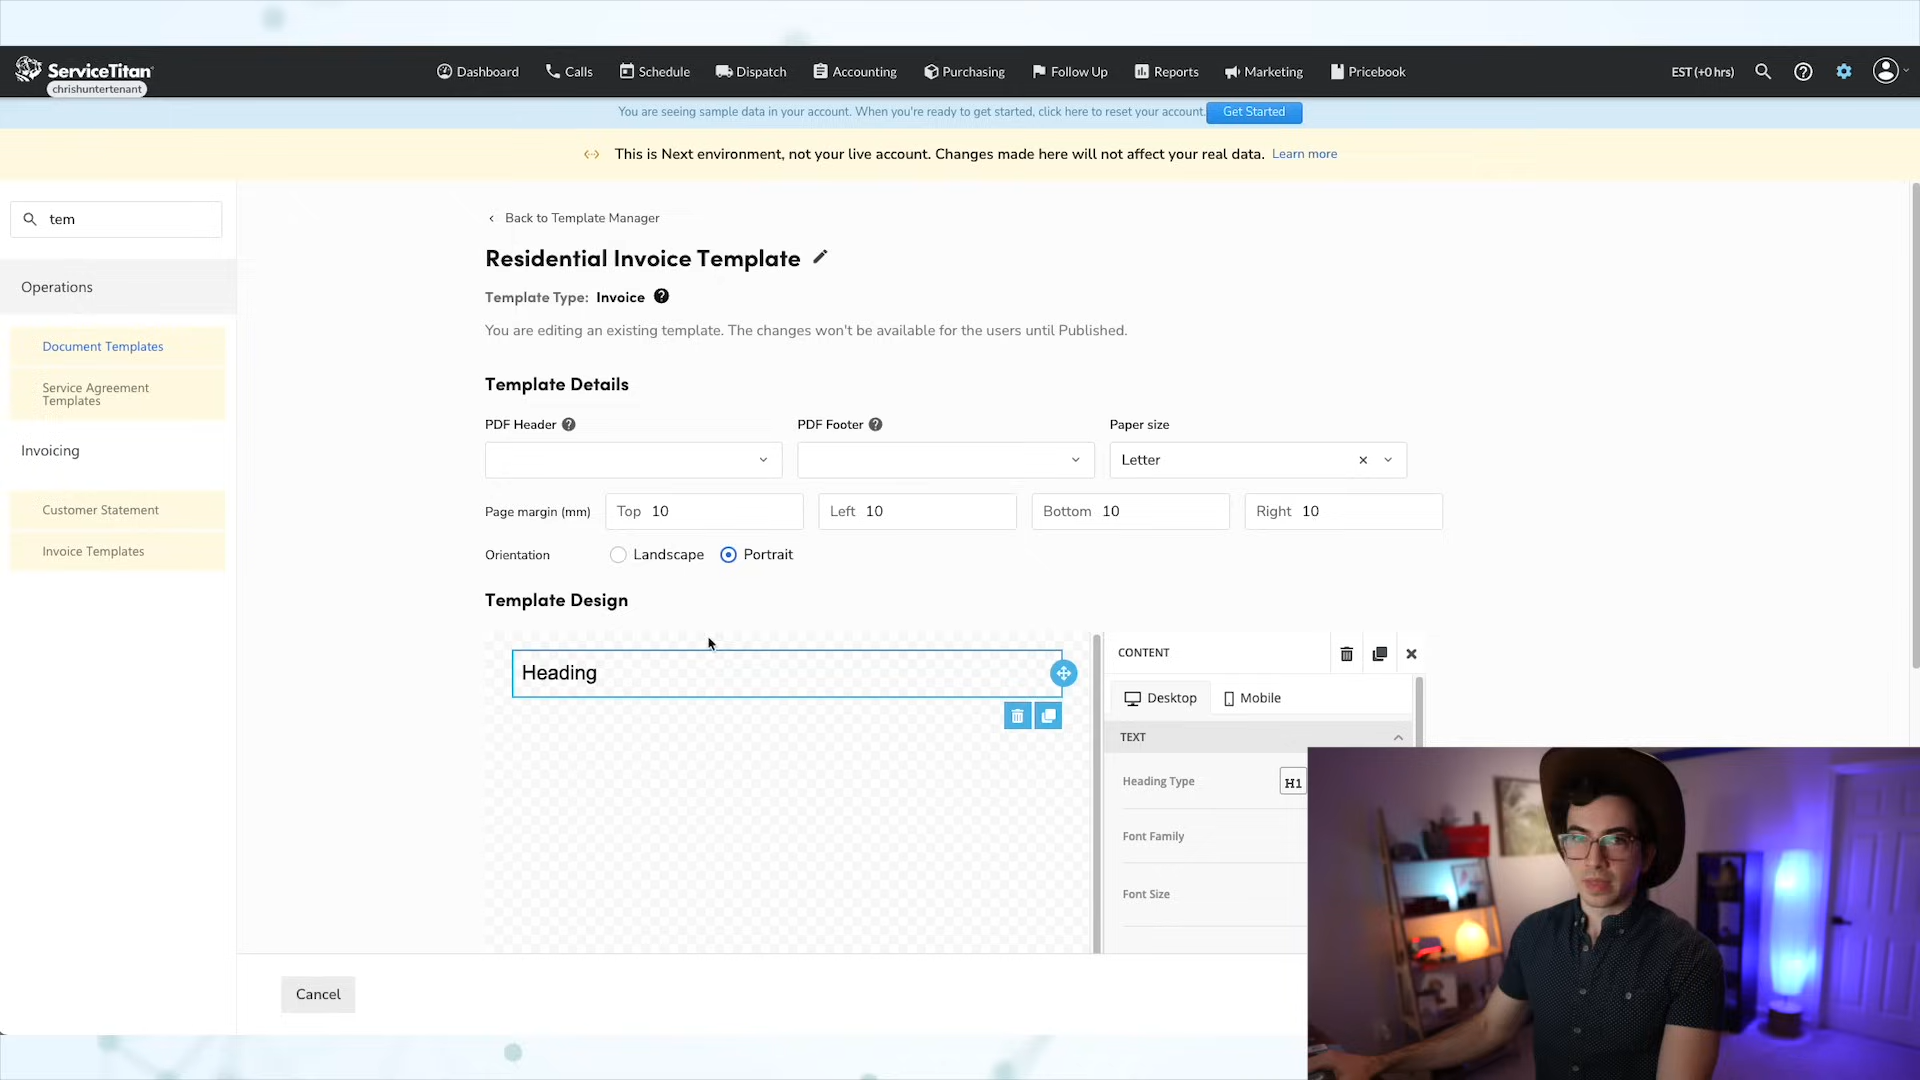 ServiceTitan
chrishuntertenant
Dashboard
Calls
Schedule
Dispatch
Accounting
Purchasing
Follow Up
Reports
Marketing
Pricebook
EST (+0 hrs)
You are seeing sample data in your account. When you're ready to get started, click here to reset your account.
Get Started
This is Next environment, not your live account. Changes made here will not affect your real data. Learn more
tem
Operations
Document Templates
Service Agreement
Templates
Invoicing
Customer Statement
Invoice Templates
Back to Template Manager
Residential Invoice Template
Template Type: Invoice
You are editing an existing template. The changes won't be available for the users until Published.
Template Details
PDF Header
PDF Footer
Paper size
Letter
Page margin (mm)
Top 10
Left 10
Bottom 10
Right 10
Orientation
Landscape
Portrait
Template Design
Heading
CONTENT
Desktop
Mobile
TEXT
Heading Type
H1
Font Family
Font Size
Cancel